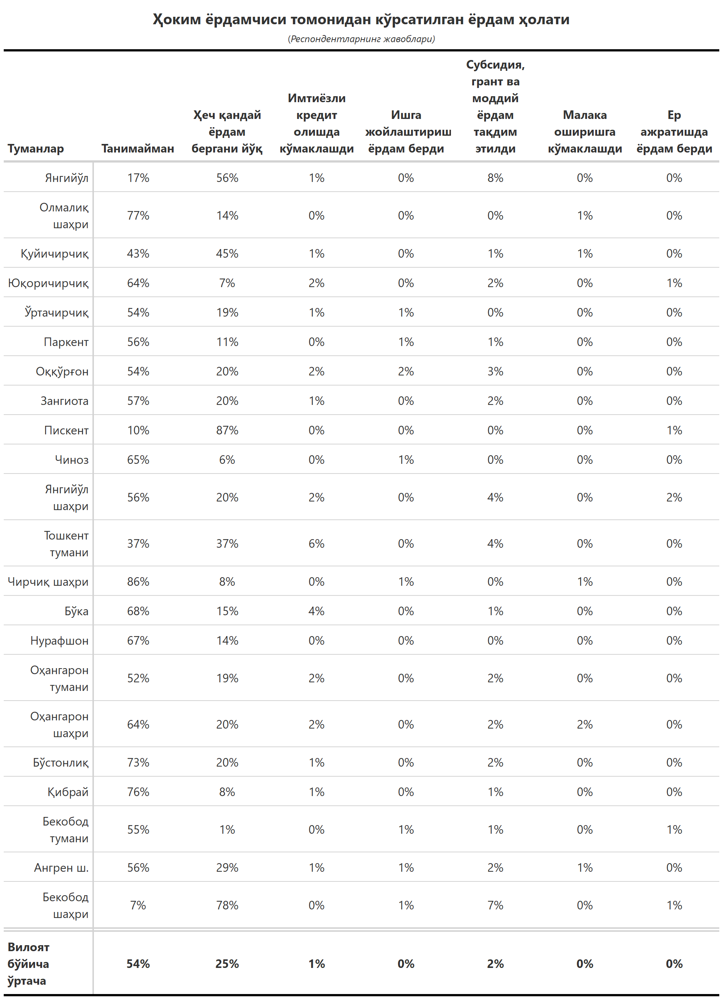 Ҳоким ёрдамчиси томонидан кўрсатилган ёрдам ҳолати
(Респондентларнинг жавоблари)
Туманлар
Танимайман
Ҳеч қандай
ёрдам
бергани йўқ
Имтиёзли
кредит
олишда
кўмаклашди
Ишга
жойлаштириш
ёрдам берди
Субсидия,
грант ва
моддий
ёрдам
тақдим
этилди
Малака
оширишга
кўмаклашди
Ер
ажратишда
ёрдам берди
Янгийўл 17% 56% 1% 0% 8% 0% 0%
Олмалиқ
шаҳри 77% 14% 0% 0% 0% 1% 0%
Қуйичирчиқ 43% 45% 1% 0% 1% 1% 0%
Юқоричирчиқ 64% 7% 2% 0% 2% 0% 1%
Ўртачирчиқ 54% 19% 1% 1% 0% 0% 0%
Паркент 56% 11% 0% 1% 1% 0% 0%
Оққўрғон 54% 20% 2% 2% 3% 0% 0%
Зангиота 57% 20% 1% 0% 2% 0% 0%
Пискент 10% 87% 0% 0% 0% 0% 1%
Чиноз 65% 6% 0% 1% 0% 0% 0%
Янгийўл
шаҳри 56% 20% 2% 0% 4% 0% 2%
Тошкент
тумани 37% 37% 6% 0% 4% 0% 0%
Чирчиқ шаҳри 86% 8% 0% 1% 0% 1% 0%
Бўка 68% 15% 4% 0% 1% 0% 0%
Нурафшон 67% 14% 0% 0% 0% 0% 0%
Оҳангарон
тумани 52% 19% 2% 0% 2% 0% 0%
Оҳангарон
шаҳри 64% 20% 2% 0% 2% 2% 0%
Бўстонлиқ 73% 20% 1% 0% 2% 0% 0%
Қибрай 76% 8% 1% 0% 1% 0% 0%
Бекобод
тумани 55% 1% 0% 1% 1% 0% 1%
Ангрен ш. 56% 29% 1% 1% 2% 1% 0%
Бекобод
шаҳри 7% 78% 0% 1% 7% 0% 1%
Вилоят
бўйича
ўртача 54% 25% 1% 0% 2% 0% 0%